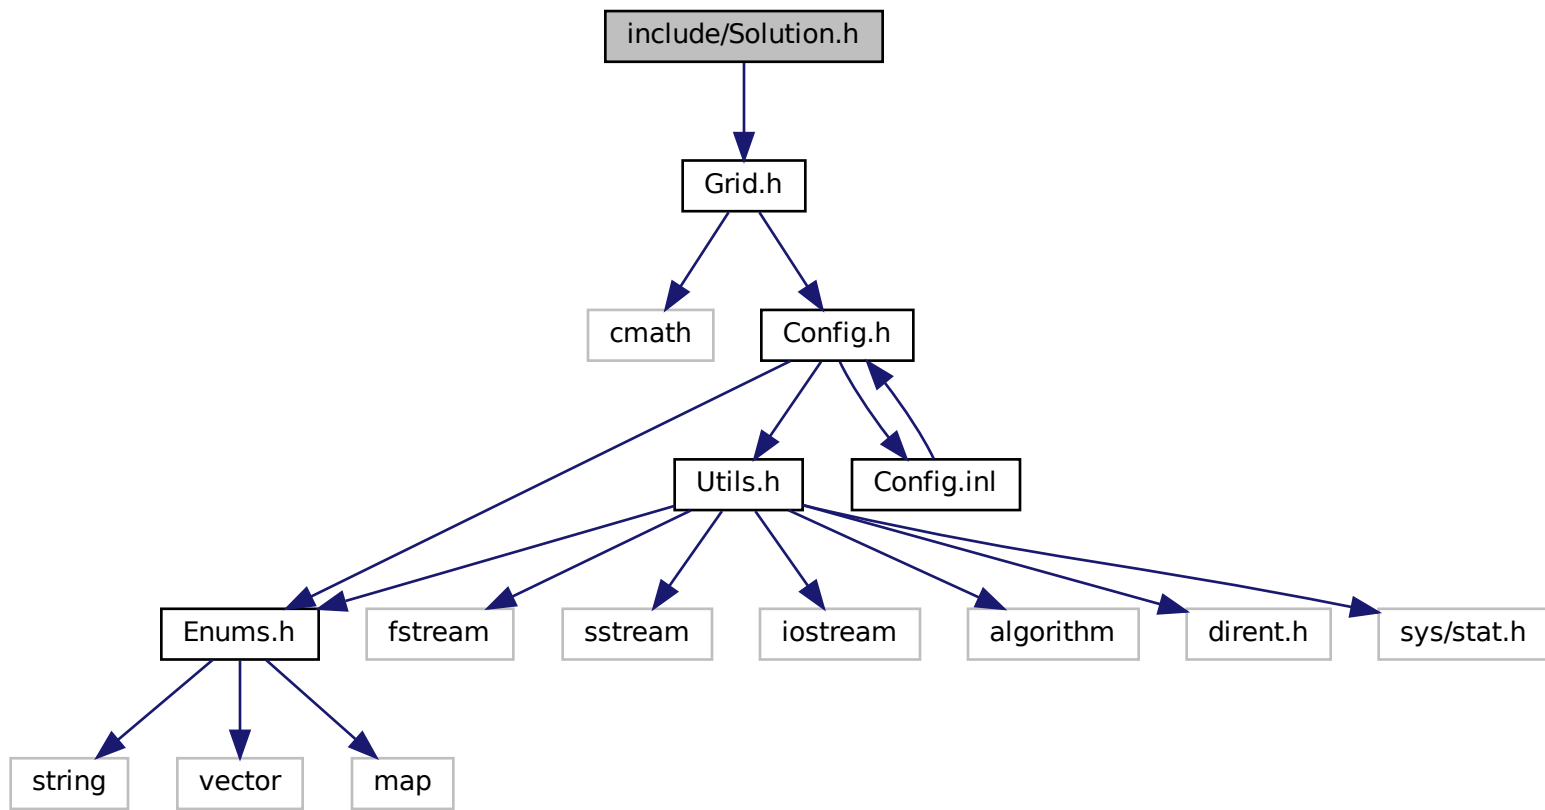 include/Solution.h
Grid.h
cmath
Config.h
Utils.h
Config.inl
Enums.h
fstream
sstream
iostream
algorithm
dirent.h
sys/stat.h
string
vector
map